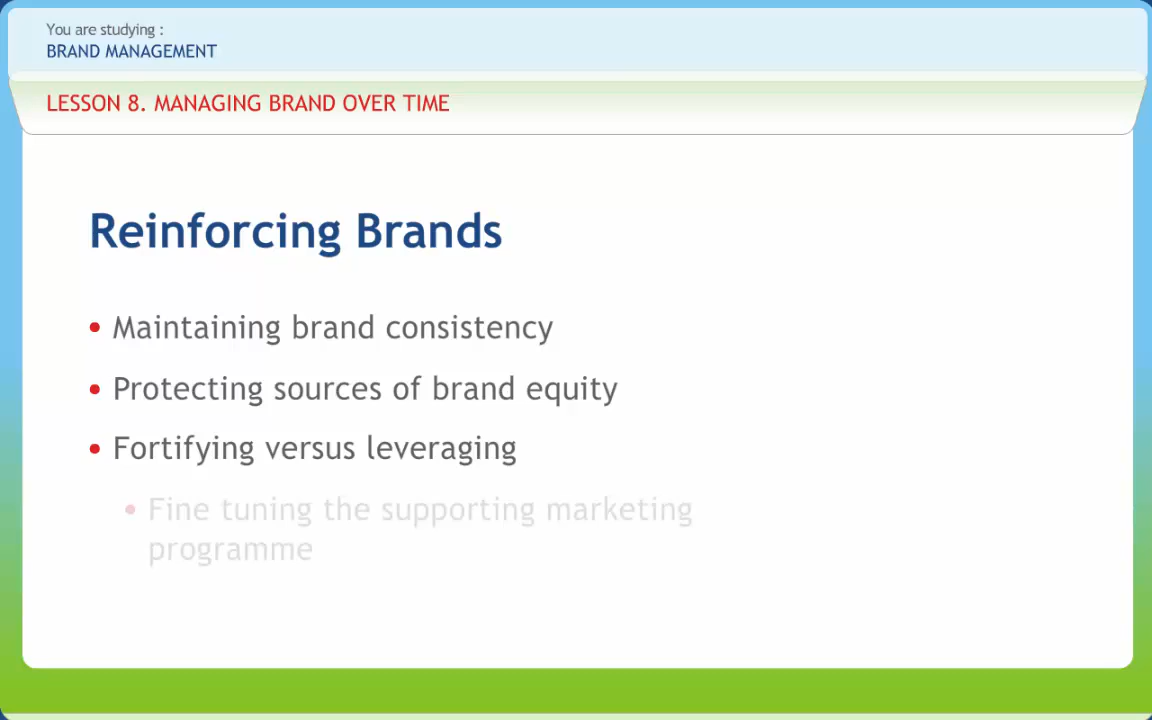 You are studying :
BRAND MANAGEMENT
LESSON 8. MANAGING BRAND OVER TIME
Reinforcing Brands
• Maintaining brand consistency
• Protecting sources of brand equity
• Fortifying versus leveraging
• Fine tuning the supporting marketing
programme